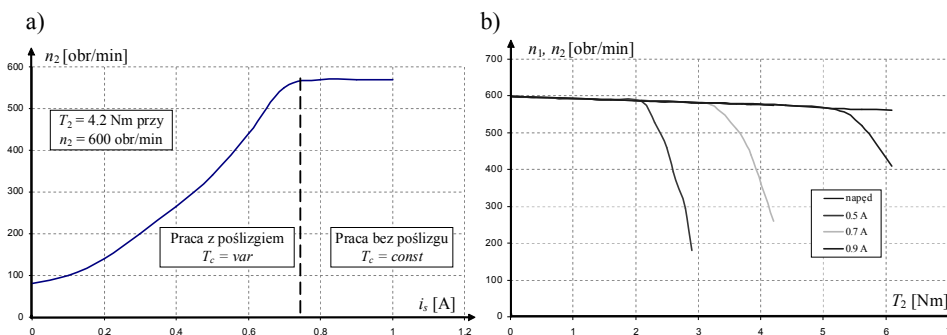 a)
n₂ [obr/min]
600
500
400
300
200
100
0
0
0.2
0.4
0.6
0.8
1
1.2
T₂ = 4.2 Nm przy
n₂ = 600 obr/min
Praca z poślizgiem
T_c = var
Praca bez poślizgu
T_c = const
i_s [A]
b)
n₁, n₂ [obr/min]
700
600
500
400
300
200
100
0
0
1
2
3
4
5
6
napęd
0.5 A
0.7 A
0.9 A
T₂ [Nm]